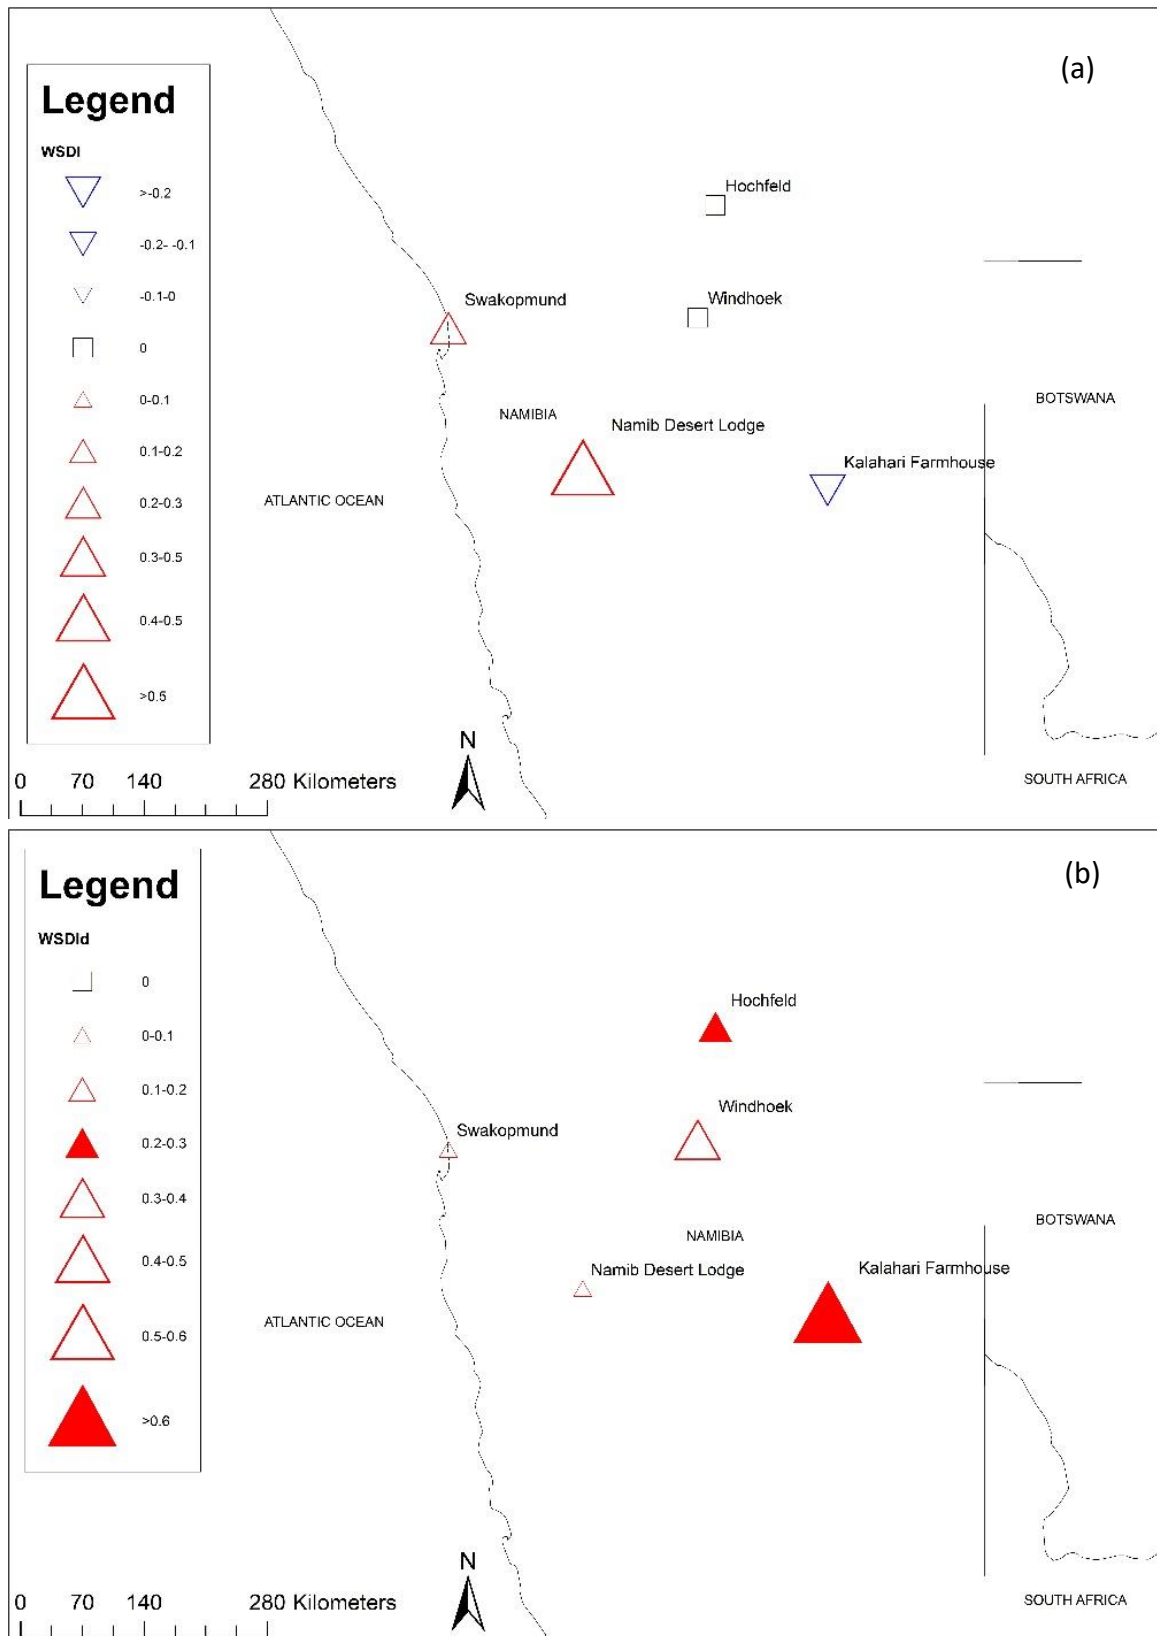 (a)
Legend
WSDI
>-0.2
-0.2- -0.1
-0.1-0
0
0-0.1
0.1-0.2
0.2-0.3
0.3-0.5
0.4-0.5
>0.5
Hochfeld
Swakopmund
Windhoek
BOTSWANA
NAMIBIA
Namib Desert Lodge
Kalahari Farmhouse
ATLANTIC OCEAN
N
SOUTH AFRICA
0 70 140 280 Kilometers
(b)
Legend
WSDId
0
0-0.1
0.1-0.2
0.2-0.3
0.3-0.4
0.4-0.5
0.5-0.6
>0.6
Hochfeld
Windhoek
Swakopmund
BOTSWANA
NAMIBIA
Namib Desert Lodge
Kalahari Farmhouse
ATLANTIC OCEAN
N
SOUTH AFRICA
0 70 140 280 Kilometers